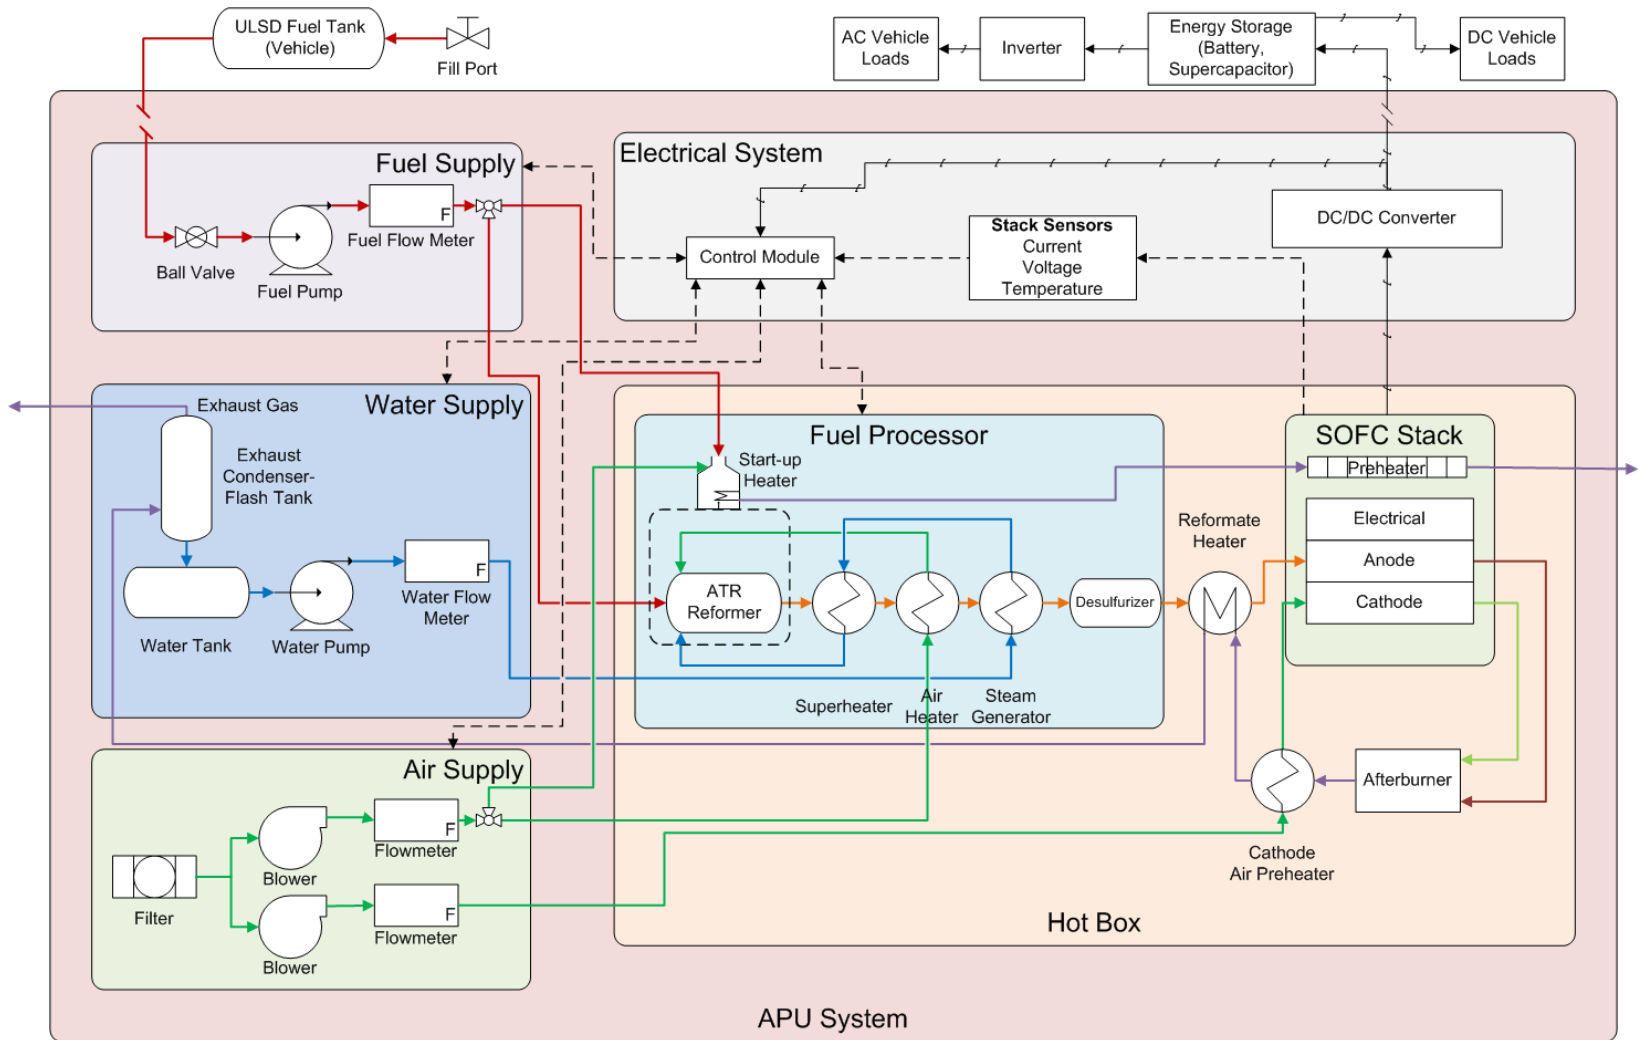 ULSD Fuel Tank
(Vehicle)
Fill Port
AC Vehicle
Loads
Inverter
Energy Storage
(Battery,
Supercapacitor)
DC Vehicle
Loads
Fuel Supply
F
Fuel Flow Meter
Ball Valve
Fuel Pump
Electrical System
Control Module
Stack Sensors
Current
Voltage
Temperature
DC/DC Converter
Water Supply
Exhaust Gas
Exhaust
Condenser-
Flash Tank
F
Water Flow
Meter
Water Tank
Water Pump
Fuel Processor
Start-up
Heater
ATR
Reformer
Desulfurizer
Superheater
Air
Heater
Steam
Generator
Reformate
Heater
SOFC Stack
Preheater
Electrical
Anode
Cathode
Afterburner
Cathode
Air Preheater
Hot Box
Air Supply
F
Flowmeter
Blower
Filter
F
Flowmeter
Blower
APU System